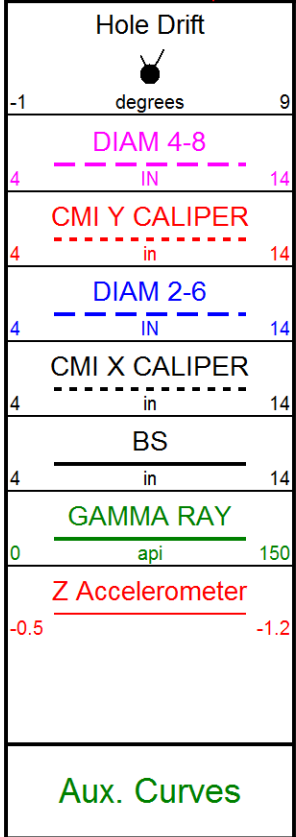 Hole Drift
-1 degrees 9
DIAM 4-8
4 IN 14
CMI Y CALIPER
4 in 14
DIAM 2-6
4 IN 14
CMI X CALIPER
4 in 14
BS
4 in 14
GAMMA RAY
0 api 150
Z Accelerometer
-0.5 -1.2
Aux. Curves